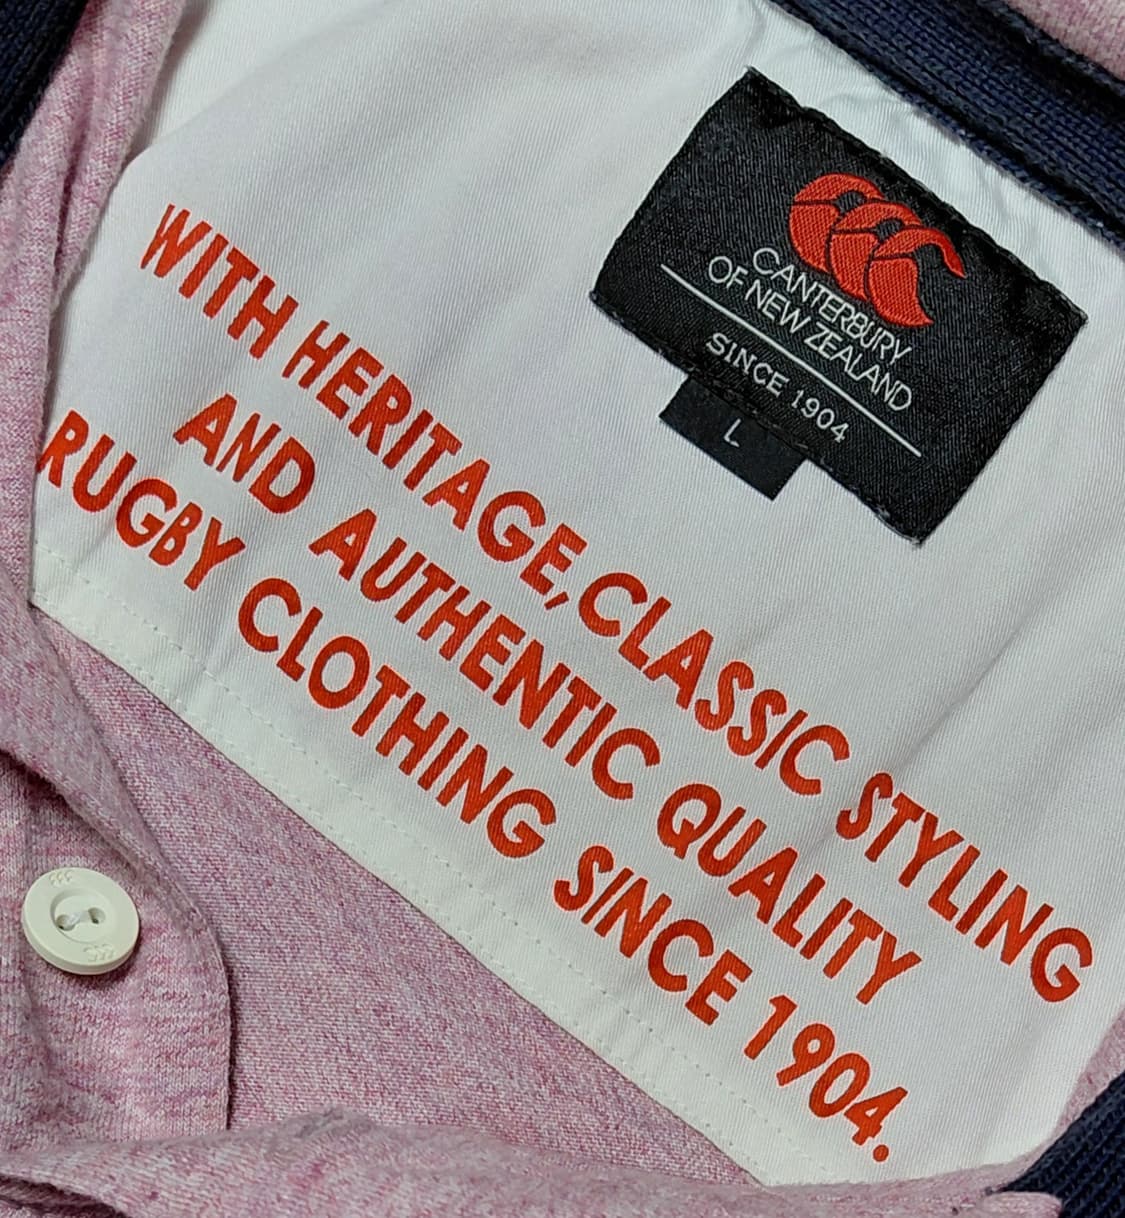 CANTERBURY
OF NEW ZEALAND
SINCE 1904
L
WITH HERITAGE,CLASSIC STYLING
AND AUTHENTIC QUALITY
RUGBY CLOTHING SINCE 1904.